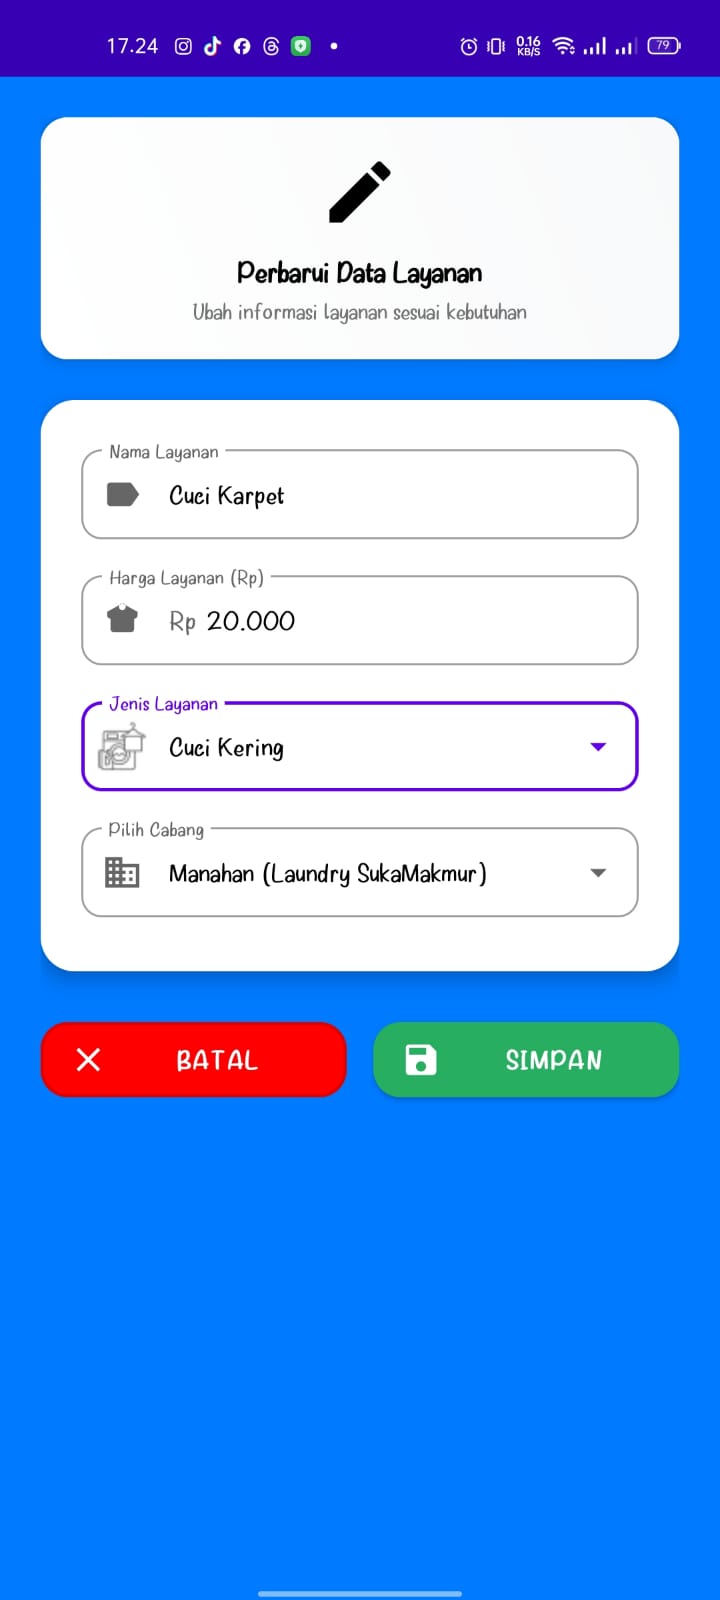 17.24
0.16
KB/S
79
Perbarui Data Layanan
Ubah informasi layanan sesuai kebutuhan
Nama Layanan
Cuci Karpet
Harga Layanan (Rp)
Rp 20.000
Jenis Layanan
Cuci Kering
Pilih Cabang
Manahan (Laundry SukaMakmur)
BATAL
SIMPAN